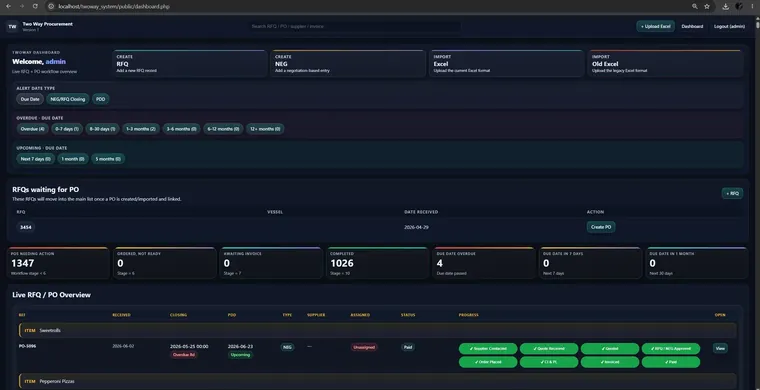 localhost/twoway_system/public/dashboard.php
TW
Two Way Procurement
Version 1
Search RFQ / PO / supplier / invoice
+ Upload Excel
Dashboard
Logout (admin)
TWOWAY DASHBOARD
Welcome, admin
Live RFQ + PO workflow overview
CREATE
RFQ
Add a new RFQ record
CREATE
NEG
Add a negotiation-based entry
IMPORT
Excel
Upload the current Excel format
IMPORT
Old Excel
Upload the legacy Excel format
ALERT DATE TYPE
Due Date
NEG/RFQ Closing
POD
OVERDUE · DUE DATE
Overdue (4)
0-7 days (1)
8-30 days (1)
1-3 months (2)
3-6 months (0)
6-12 months (0)
12+ months (0)
UPCOMING · DUE DATE
Next 7 days (0)
1 month (0)
3 months (0)
RFQs waiting for PO
These RFQs will move into the main list once a PO is created/imported and linked.
+ RFQ
RFQ VESSEL DATE RECEIVED ACTION
3454 2026-04-29 Create PO
POS NEEDING ACTION
1347
Workflow stage < 6
ORDERED, NOT READY
0
Stage = 6
AWAITING INVOICE
0
Stage = 7
COMPLETED
1026
DUE DATE OVERDUE
4
Due date passed
DUE DATE IN 7 DAYS
0
Next 7 days
DUE DATE IN 1 MONTH
0
Next 30 days
Live RFQ / PO Overview
REF RECEIVED CLOSING POD TYPE SUPPLIER ASSIGNED STATUS PROGRESS OPEN
ITEM Sweetrolls
PO-5096 2026-06-02 2026-05-25 00:00 2026-06-23 NEG — Unassigned Paid View
Upcoming
✓ Supplier Contacted
✓ Quote Received
✓ Quoted
✓ Order Placed
✓ CI & PL
✓ Invoiced
✓ Paid
ITEM Pepperoni Pizzas